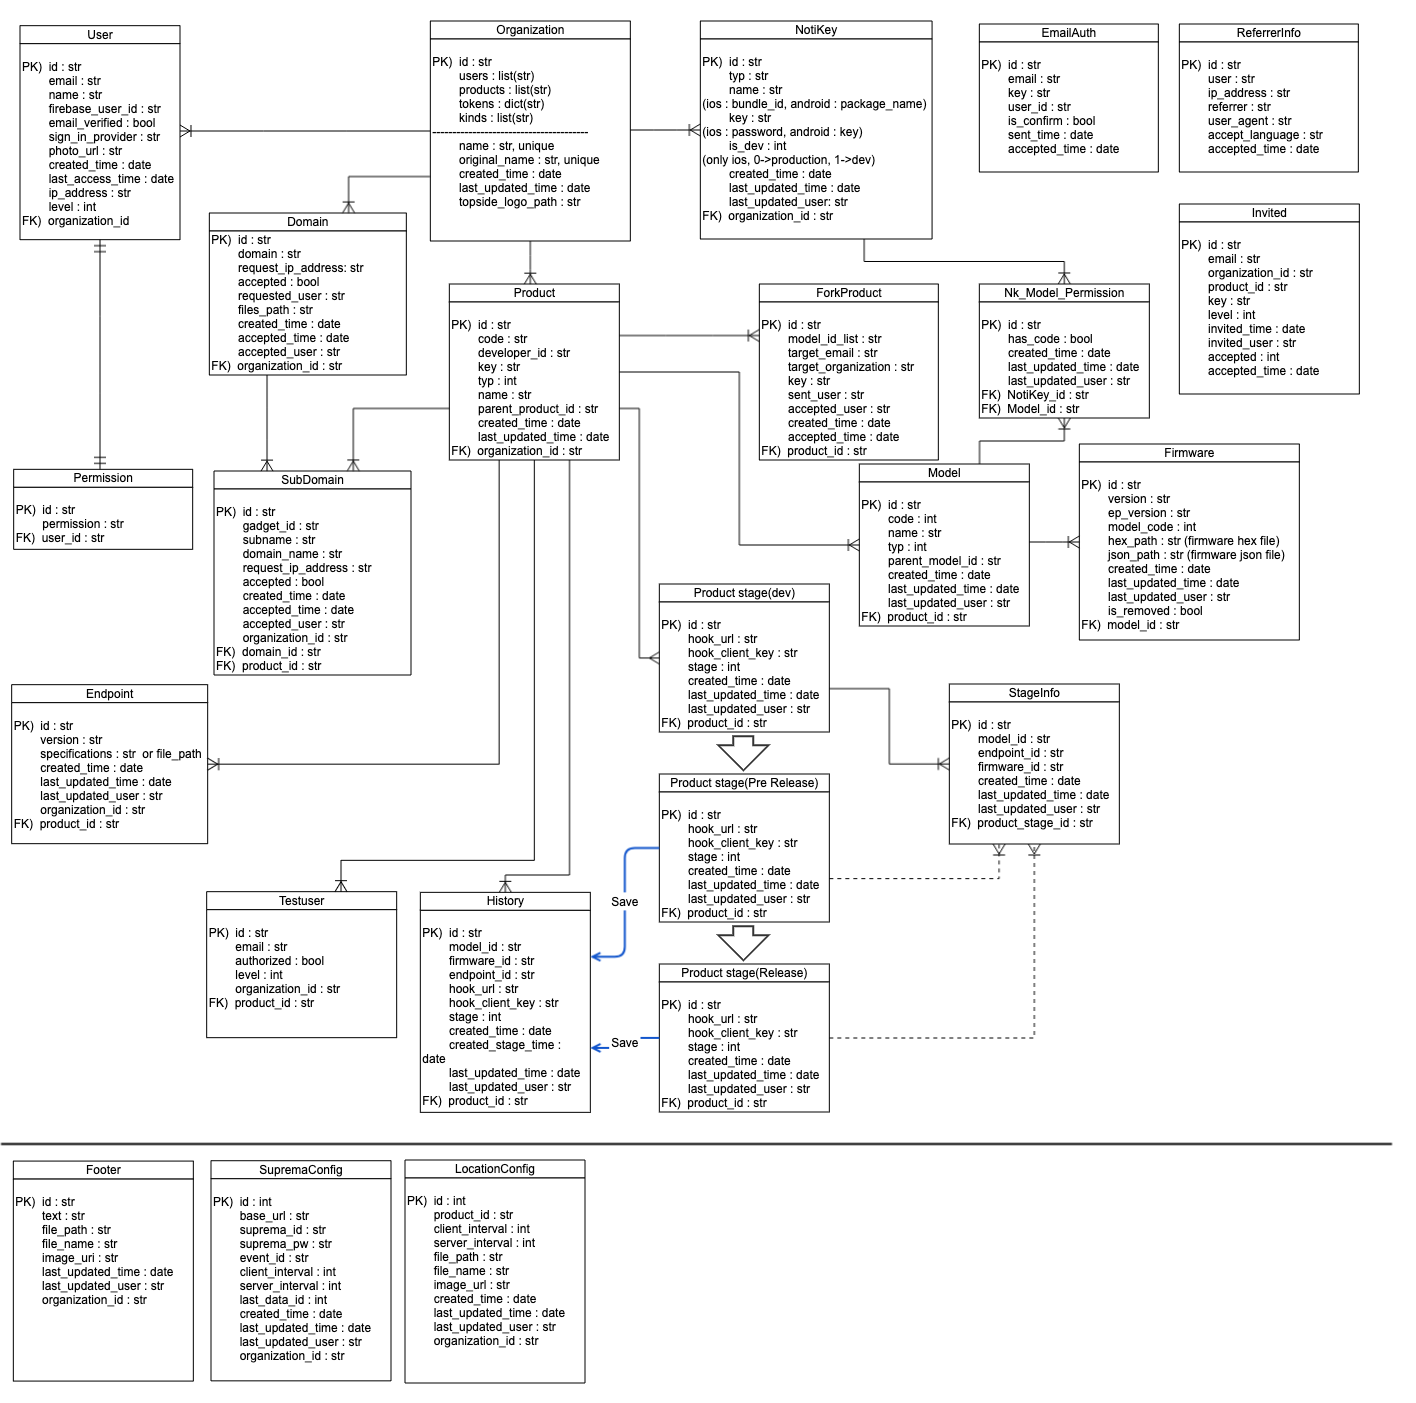 User
PK)  id : str
email : str
name : str
firebase_user_id : str
email_verified : bool
sign_in_provider : str
photo_url : str
created_time : date
last_access_time : date
ip_address : str
level : int
FK)  organization_id
Organization
PK)  id : str
users : list(str)
products : list(str)
tokens : dict(str)
kinds : list(str)
---------------------------------------
name : str, unique
original_name : str, unique
created_time : date
last_updated_time : date
topside_logo_path : str
NotiKey
PK)  id : str
typ : str
name : str
(ios : bundle_id, android : package_name)
key : str
(ios : password, android : key)
is_dev : int
(only ios, 0->production, 1->dev)
created_time : date
last_updated_time : date
last_updated_user: str
FK)  organization_id : str
EmailAuth
PK)  id : str
email : str
key : str
user_id : str
is_confirm : bool
sent_time : date
accepted_time : date
ReferrerInfo
PK)  id : str
user : str
ip_address : str
referrer : str
user_agent : str
accept_language : str
accepted_time : date
Domain
PK)  id : str
domain : str
request_ip_address: str
accepted : bool
requested_user : str
files_path : str
created_time : date
accepted_time : date
accepted_user : str
FK)  organization_id : str
Product
PK)  id : str
code : str
developer_id : str
key : str
typ : int
name : str
parent_product_id : str
created_time : date
last_updated_time : date
FK)  organization_id : str
ForkProduct
PK)  id : str
model_id_list : str
target_email : str
target_organization : str
key : str
sent_user : str
accepted_user : str
created_time : date
accepted_time : date
FK)  product_id : str
Nk_Model_Permission
PK)  id : str
has_code : bool
created_time : date
last_updated_time : date
last_updated_user : str
FK)  NotiKey_id : str
FK)  Model_id : str
Invited
PK)  id : str
email : str
organization_id : str
product_id : str
key : str
level : int
invited_time : date
invited_user : str
accepted : int
accepted_time : date
Permission
PK)  id : str
permission : str
FK)  user_id : str
SubDomain
PK)  id : str
gadget_id : str
subname : str
domain_name : str
request_ip_address : str
accepted : bool
created_time : date
accepted_time : date
accepted_user : str
organization_id : str
FK)  domain_id : str
FK)  product_id : str
Model
PK)  id : str
code : int
name : str
typ : int
parent_model_id : str
created_time : date
last_updated_time : date
last_updated_user : str
FK)  product_id : str
Firmware
PK)  id : str
version : str
ep_version : str
model_code : int
hex_path : str (firmware hex file)
json_path : str (firmware json file)
created_time : date
last_updated_time : date
last_updated_user : str
is_removed : bool
FK)  model_id : str
Product stage(dev)
PK)  id : str
hook_url : str
hook_client_key : str
stage : int
created_time : date
last_updated_time : date
last_updated_user : str
FK)  product_id : str
Endpoint
PK)  id : str
version : str
specifications : str  or file_path
created_time : date
last_updated_time : date
last_updated_user : str
organization_id : str
FK)  product_id : str
StageInfo
PK)  id : str
model_id : str
endpoint_id : str
firmware_id : str
created_time : date
last_updated_time : date
last_updated_user : str
FK)  product_stage_id : str
Product stage(Pre Release)
PK)  id : str
hook_url : str
hook_client_key : str
stage : int
created_time : date
last_updated_time : date
last_updated_user : str
FK)  product_id : str
Save
Testuser
PK)  id : str
email : str
authorized : bool
level : int
organization_id : str
FK)  product_id : str
History
PK)  id : str
model_id : str
firmware_id : str
endpoint_id : str
hook_url : str
hook_client_key : str
stage : int
created_time : date
created_stage_time :
date
last_updated_time : date
last_updated_user : str
FK)  product_id : str
Save
Product stage(Release)
PK)  id : str
hook_url : str
hook_client_key : str
stage : int
created_time : date
last_updated_time : date
last_updated_user : str
FK)  product_id : str
Footer
PK)  id : str
text : str
file_path : str
file_name : str
image_uri : str
last_updated_time : date
last_updated_user : str
organization_id : str
SupremaConfig
PK)  id : int
base_url : str
suprema_id : str
suprema_pw : str
event_id : str
client_interval : int
server_interval : int
last_data_id : int
created_time : date
last_updated_time : date
last_updated_user : str
organization_id : str
LocationConfig
PK)  id : int
product_id : str
client_interval : int
server_interval : int
file_path : str
file_name : str
image_url : str
created_time : date
last_updated_time : date
last_updated_user : str
organization_id : str